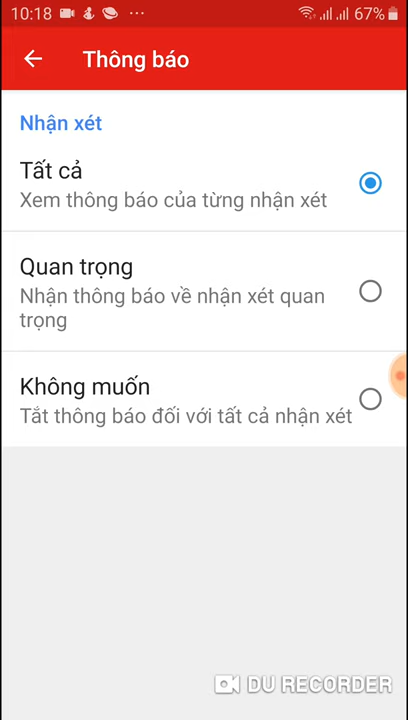 10:18
67%
Thông báo
Nhận xét
Tất cả
Xem thông báo của từng nhận xét
Quan trọng
Nhận thông báo về nhận xét quan
trọng
Không muốn
Tắt thông báo đối với tất cả nhận xét
DU RECORDER